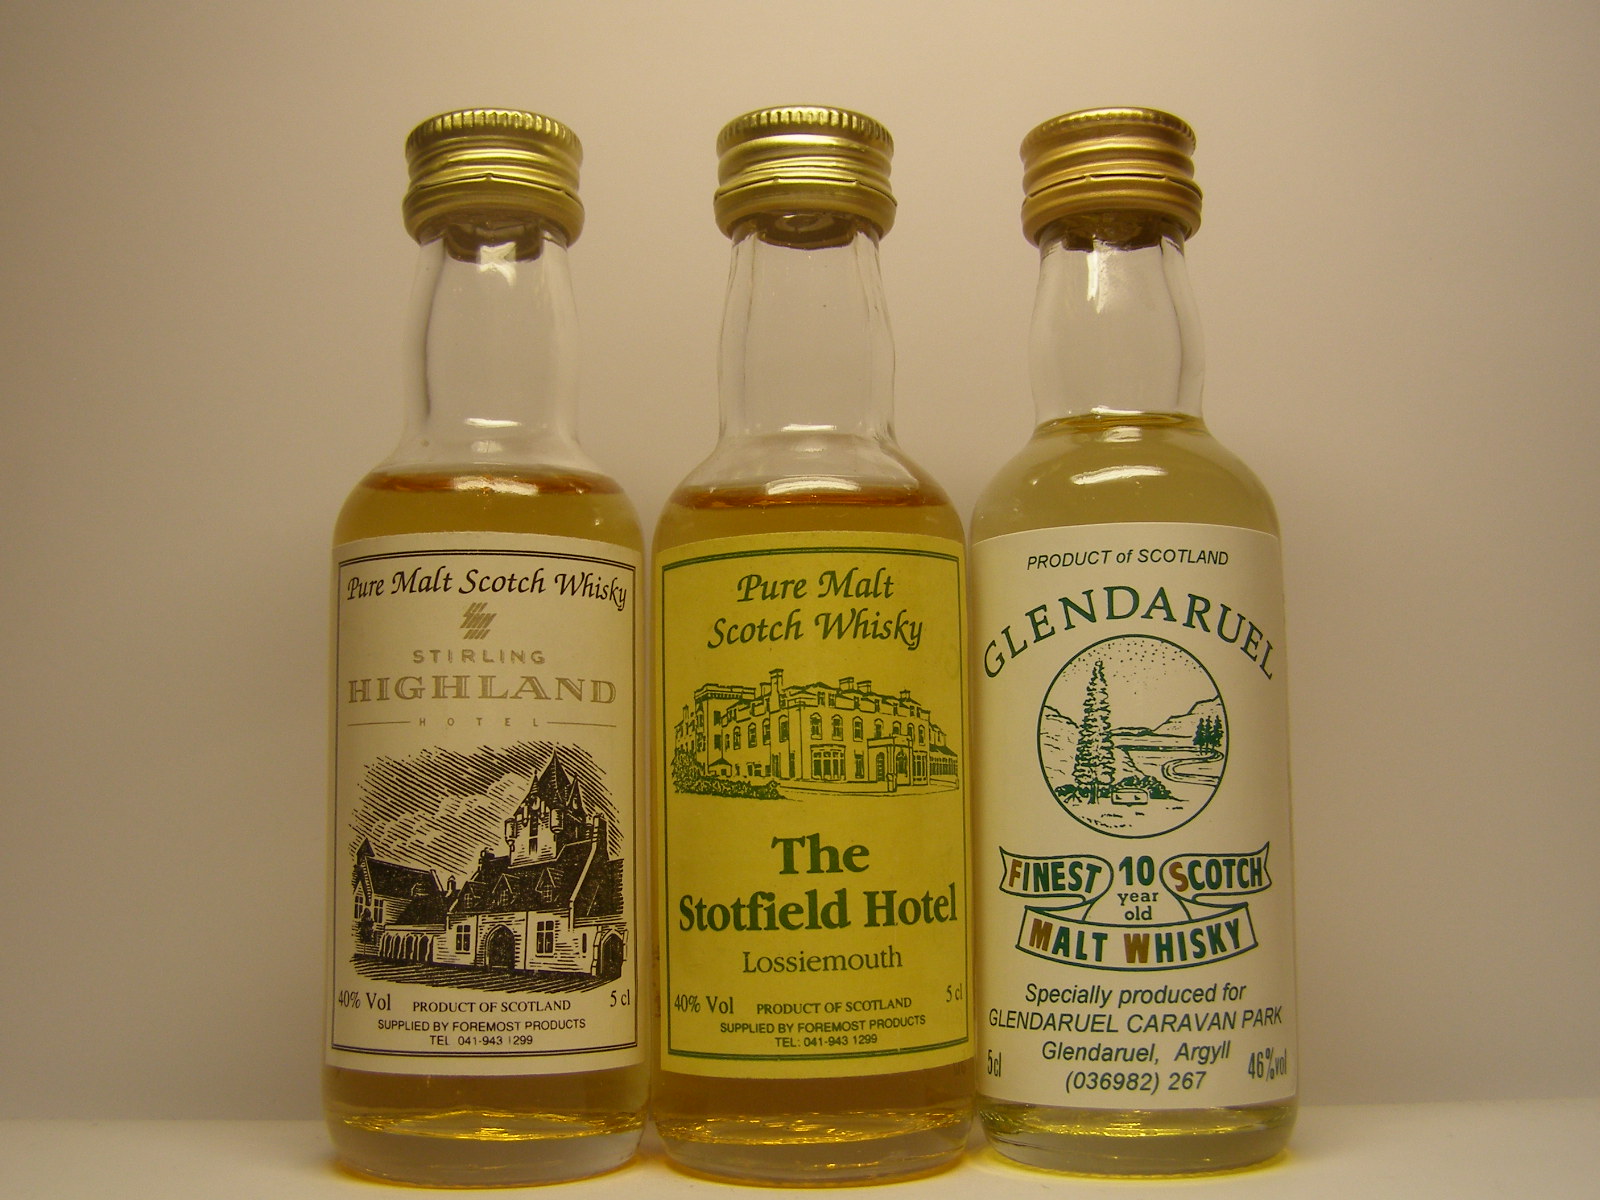 Pure Malt Scotch Whisky
STIRLING
HIGHLAND
HOTEL
40% Vol PRODUCT OF SCOTLAND 5 cl
SUPPLIED BY FOREMOST PRODUCTS
TEL 041-943 1299
Pure Malt
Scotch Whisky
The
Stotfield Hotel
Lossiemouth
40% Vol PRODUCT OF SCOTLAND 5 cl
SUPPLIED BY FOREMOST PRODUCTS
TEL: 041-943 1299
PRODUCT of SCOTLAND
GLENDARUEL
FINEST 10 SCOTCH
year
old
MALT WHISKY
Specially produced for
GLENDARUEL CARAVAN PARK
Glendaruel, Argyll
5cl (036982) 267 46%vol